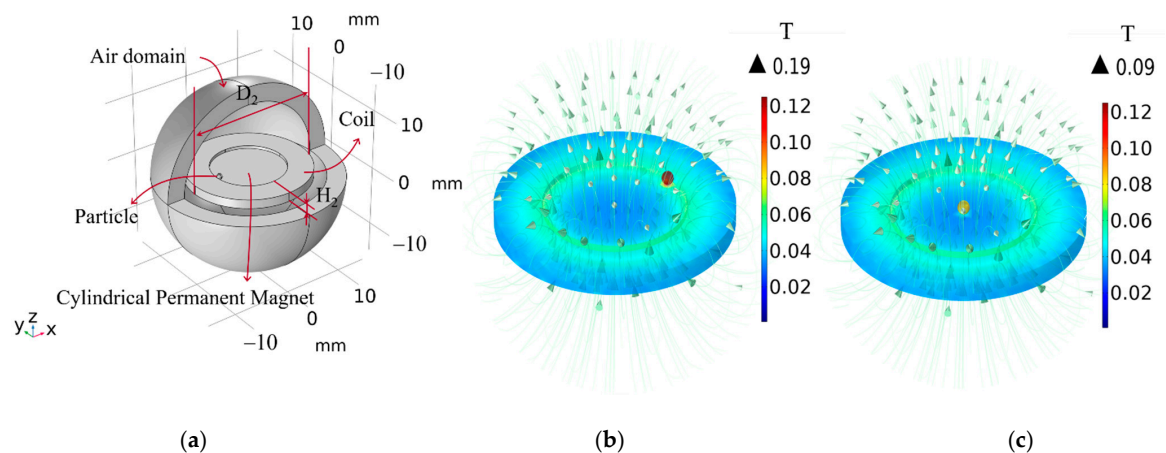 10 mm
0
−10
Air domain
D2
Coil
10
0 mm
−10
H2
Particle
Cylindrical Permanent Magnet
10
0
mm
−10
y z x
T
▲ 0.19
0.12
0.10
0.08
0.06
0.04
0.02
T
▲ 0.09
0.12
0.10
0.08
0.06
0.04
0.02
(a)
(b)
(c)